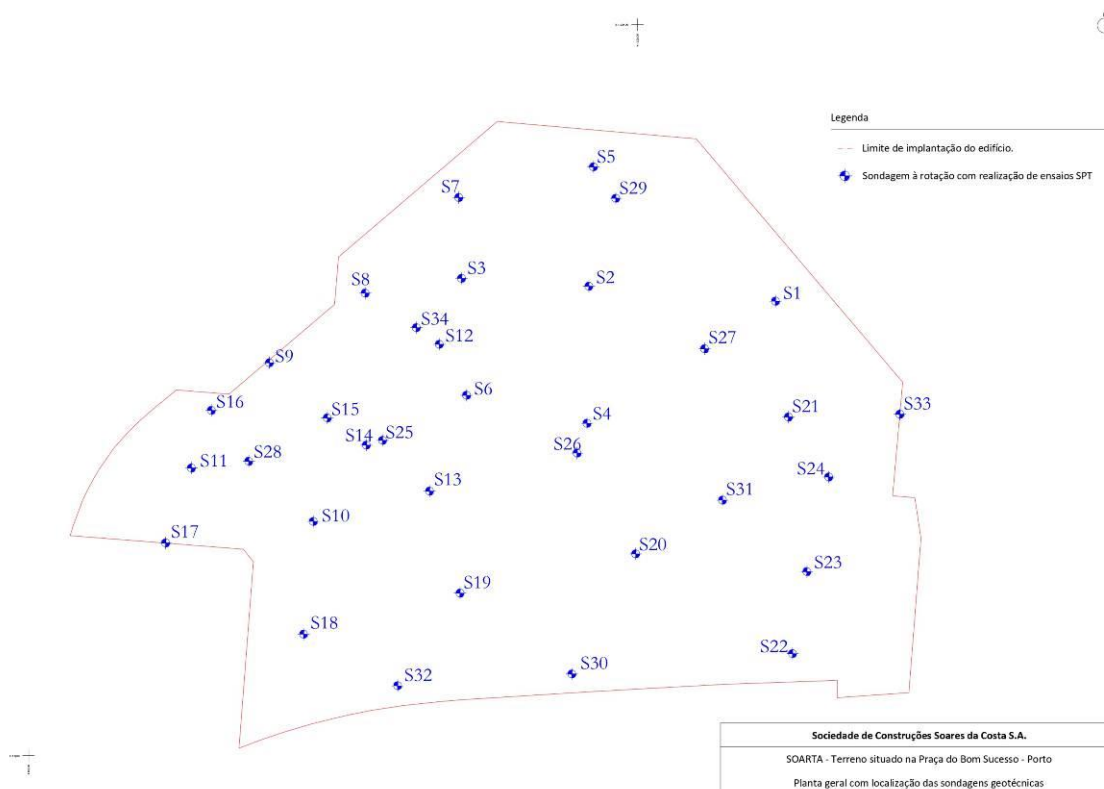 Legenda
Limite de implantação do edifício.
Sondagem à rotação com realização de ensaios SPT
S5
S7
S29
S3
S2
S8
S1
S34
S12
S27
S9
S6
S16
S15
S4
S21
S33
S14
S25
S26
S11
S28
S24
S13
S31
S10
S17
S20
S23
S19
S18
S22
S30
S32
Sociedade de Construções Soares da Costa S.A.
SOARTA - Terreno situado na Praça do Bom Sucesso - Porto
Planta geral com localização das sondagens geotécnicas